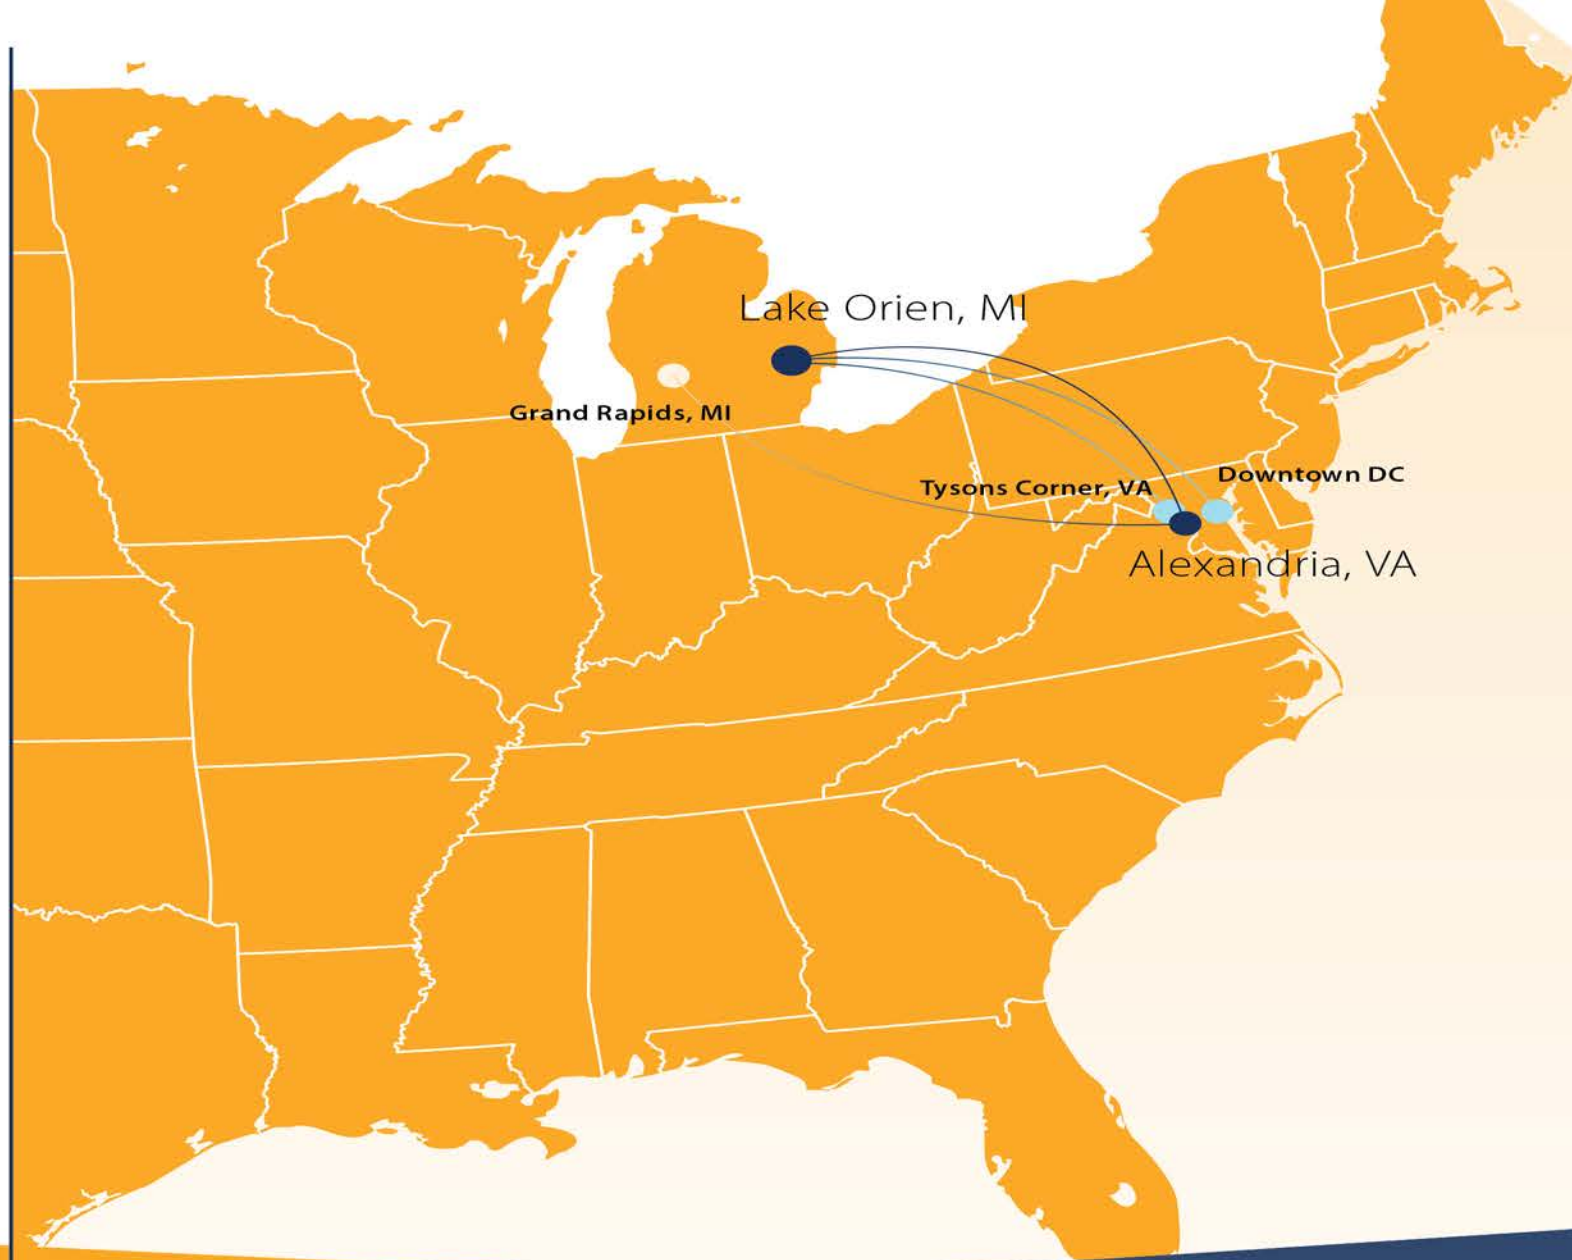 Lake Orien, MI
Grand Rapids, MI
Downtown DC
Tysons Corner, VA
Alexandria, VA